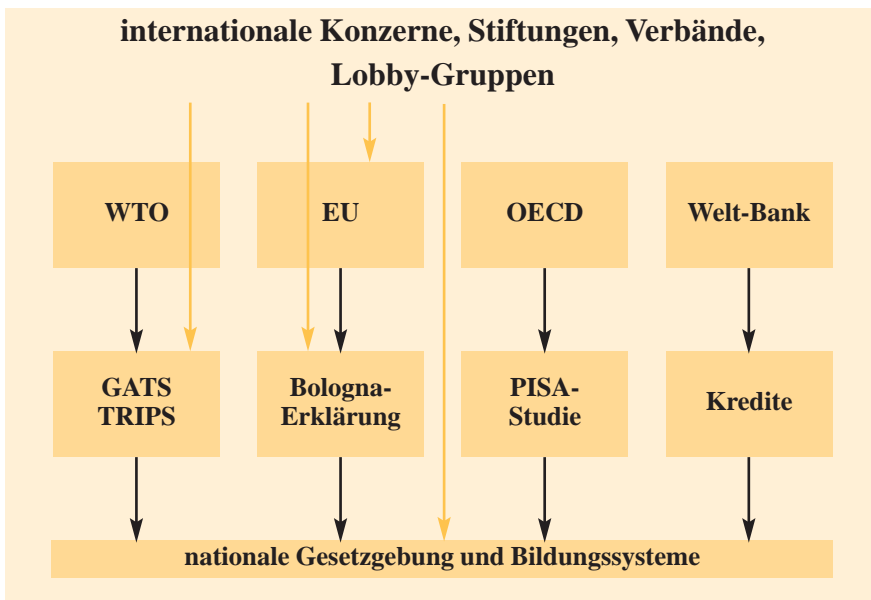 internationale Konzerne, Stiftungen, Verbände,
Lobby-Gruppen
WTO
EU
OECD
Welt-Bank
GATS
TRIPS
Bologna-
Erklärung
PISA-
Studie
Kredite
nationale Gesetzgebung und Bildungssysteme